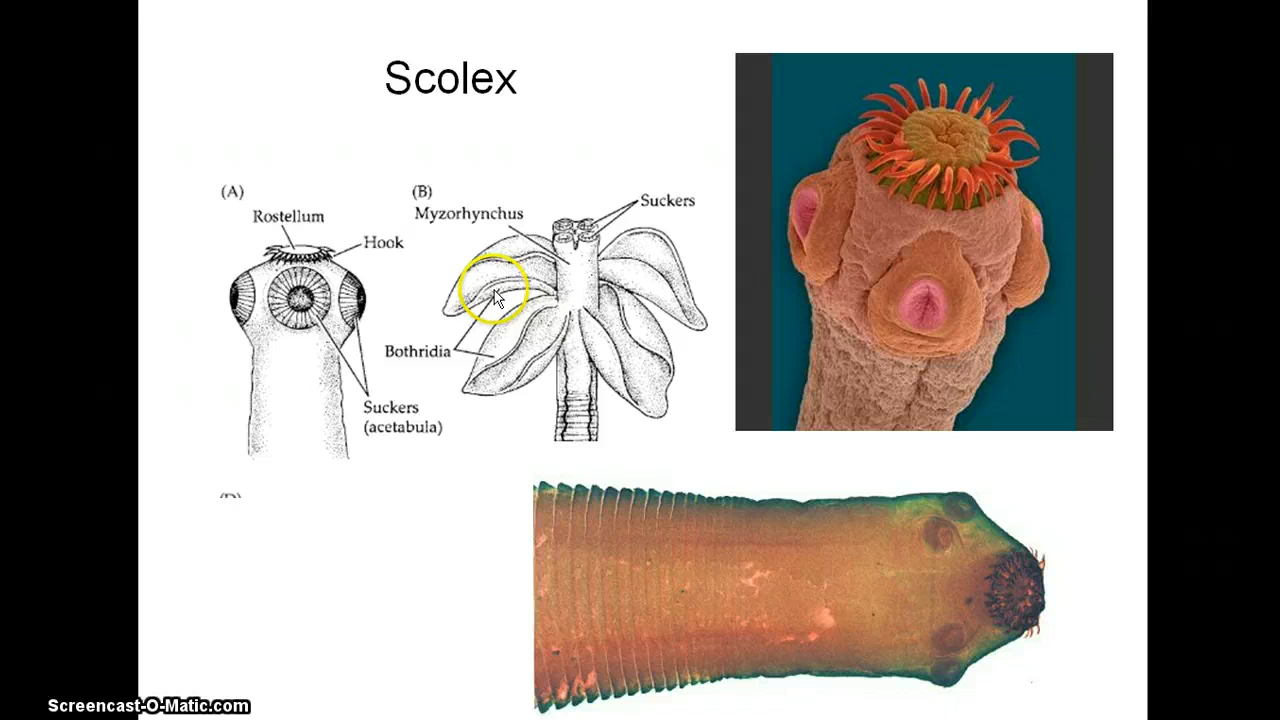 Scolex
(A)
Rostellum
Hook
Suckers
(acetabula)
(B)
Myzorhynchus
Suckers
Bothridia
Screencast-O-Matic.com